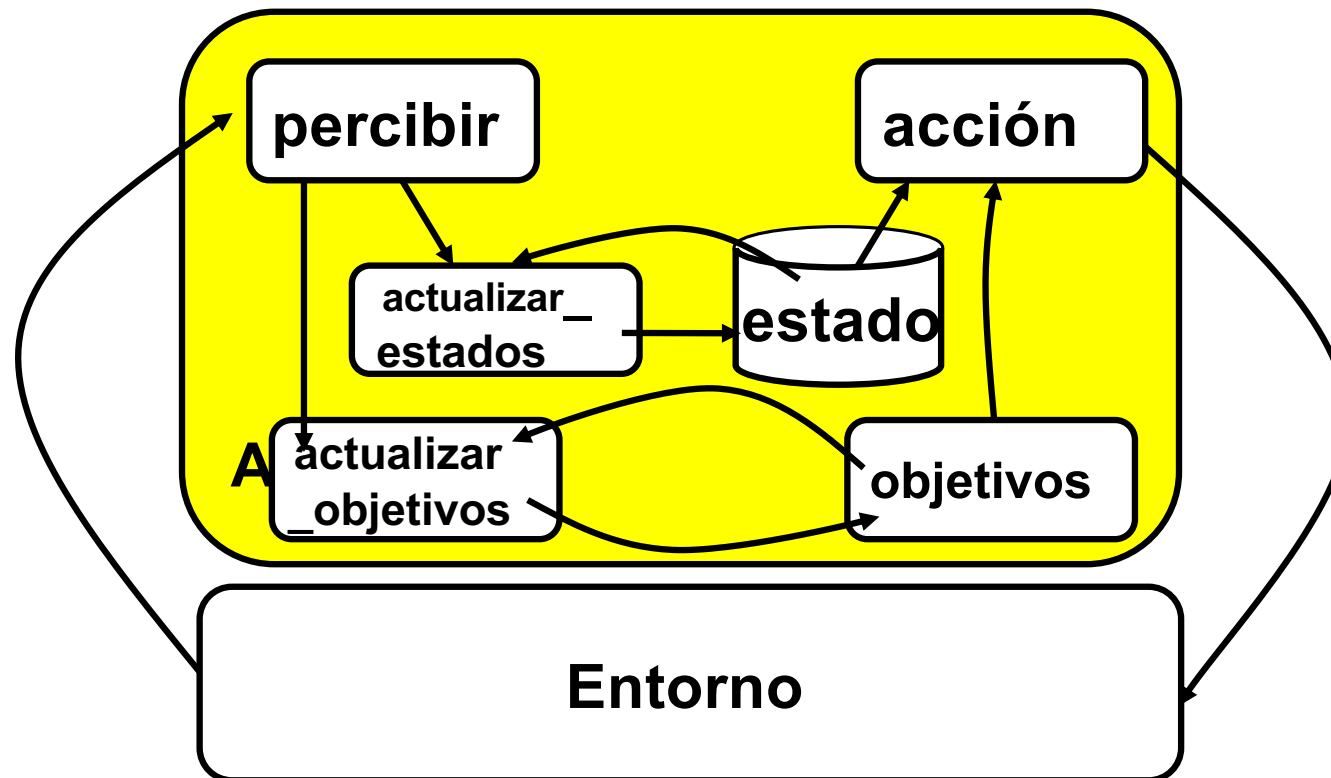 percibir
acción
actualizar_
estados
estado
A
actualizar
_objetivos
objetivos
Entorno